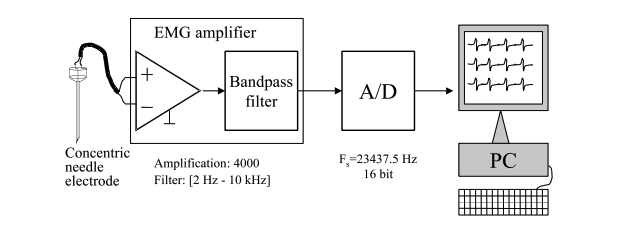 EMG amplifier
+
−
Bandpass
filter
A/D
PC
Concentric
needle
electrode
Amplification: 4000
Filter: [2 Hz - 10 kHz]
Fs=23437.5 Hz
16 bit